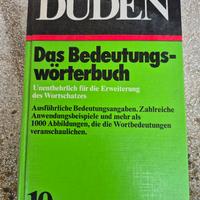 DUDEN
Das Bedeutungs-
wörterbuch
Unentbehrlich für die Erweiterung
des Wortschatzes
Ausführliche Bedeutungsangaben. Zahlreiche
Anwendungsbeispiele und mehr als
1000 Abbildungen, die die Wortbedeutungen
veranschaulichen.
10